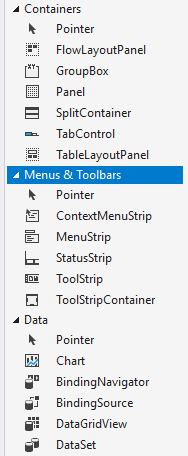 Containers
Pointer
FlowLayoutPanel
GroupBox
Panel
SplitContainer
TabControl
TableLayoutPanel
Menus & Toolbars
Pointer
ContextMenuStrip
MenuStrip
StatusStrip
ToolStrip
ToolStripContainer
Data
Pointer
Chart
BindingNavigator
BindingSource
DataGridView
DataSet